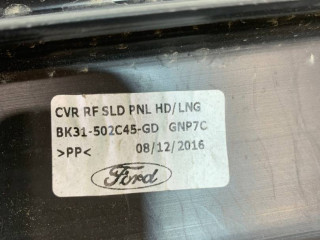 CVR RF SLD PNL HD/LNG
BK31-502C45-GD GNP7C
>PP< 08/12/2016
Ford